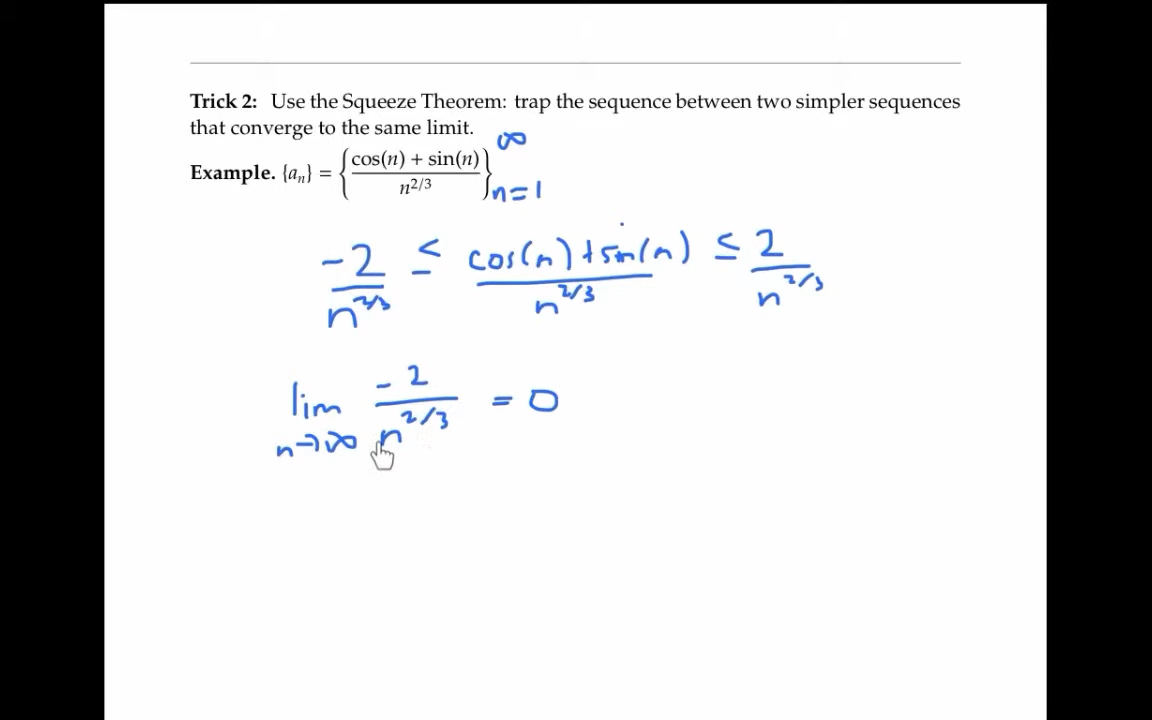 Trick 2: Use the Squeeze Theorem: trap the sequence between two simpler sequences
that converge to the same limit.
Example. {aₙ} = {(cos(n) + sin(n))/n^{2/3}}_{n=1}^{∞}
-2/n^{2/3} ≤ (cos(n)+sin(n))/n^{2/3} ≤ 2/n^{2/3}
lim_{n→∞} -2/n^{2/3} = 0